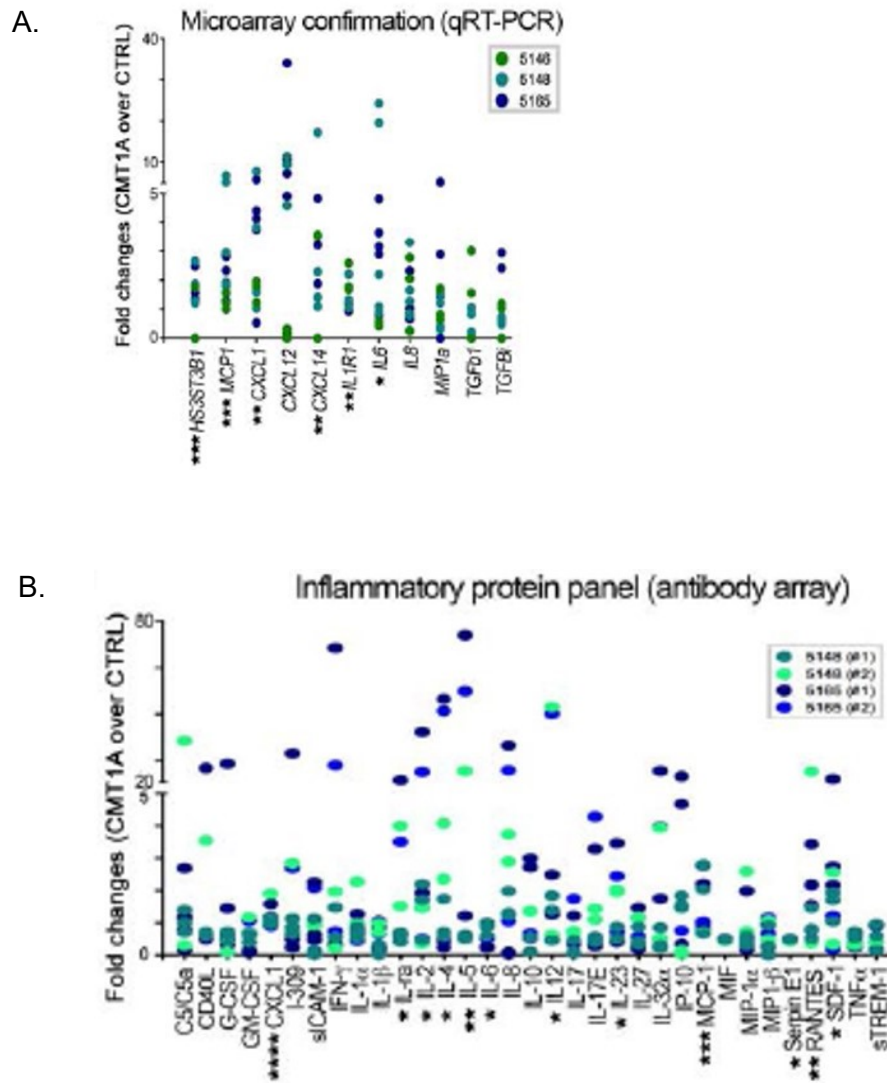 A.
Microarray confirmation (qRT-PCR)
Fold changes (CMT1A over CTRL)
40
10
5
0
5146
5148
5165
***HS3ST3B1
*** MCP1
** CXCL1
CXCL12
**CXCL14
**IL1R1
* IL6
IL8
MIP1a
TGFb1
TGFBi
B.
Inflammatory protein panel (antibody array)
Fold changes (CMT1A over CTRL)
80
20
5
0
5148 (#1)
5148 (#2)
5165 (#1)
5165 (#2)
C5/C5a
CD40L
G-CSF
GM-CSF
**** CXCL1
I-309
sICAM-1
IFN-γ
IL-1α
IL-1β
* IL-ra
* IL-2
* IL-4
** IL-5
* IL-6
IL-8
IL-10
* IL12
IL-17
IL-17E
* IL-23
IL-27
IL-32α
IP-10
*** MCP-1
MIF
MIP-1α
MIP1-β
* Serpin E1
** RANTES
* SDF-1
TNFα
sTREM-1